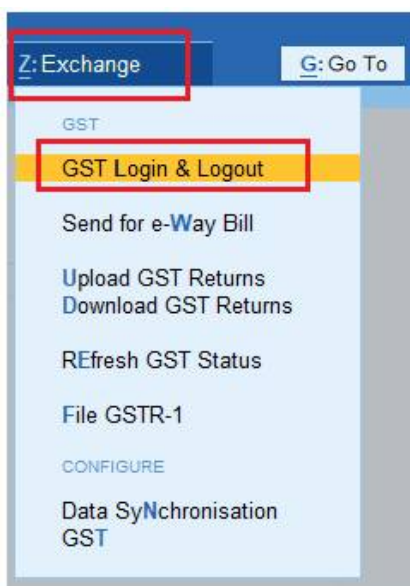 Z: Exchange
G: Go To
GST
GST Login & Logout
Send for e-Way Bill
Upload GST Returns
Download GST Returns
REfresh GST Status
File GSTR-1
CONFIGURE
Data SyNchronisation
GST